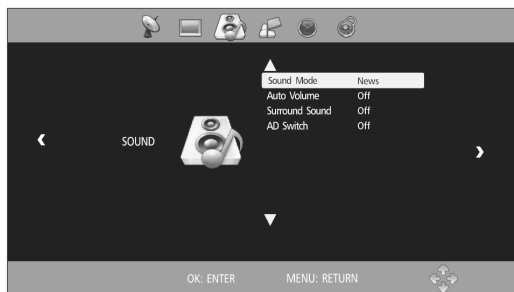 SOUND
Sound Mode News
Auto Volume Off
Surround Sound Off
AD Switch Off
OK: ENTER MENU: RETURN